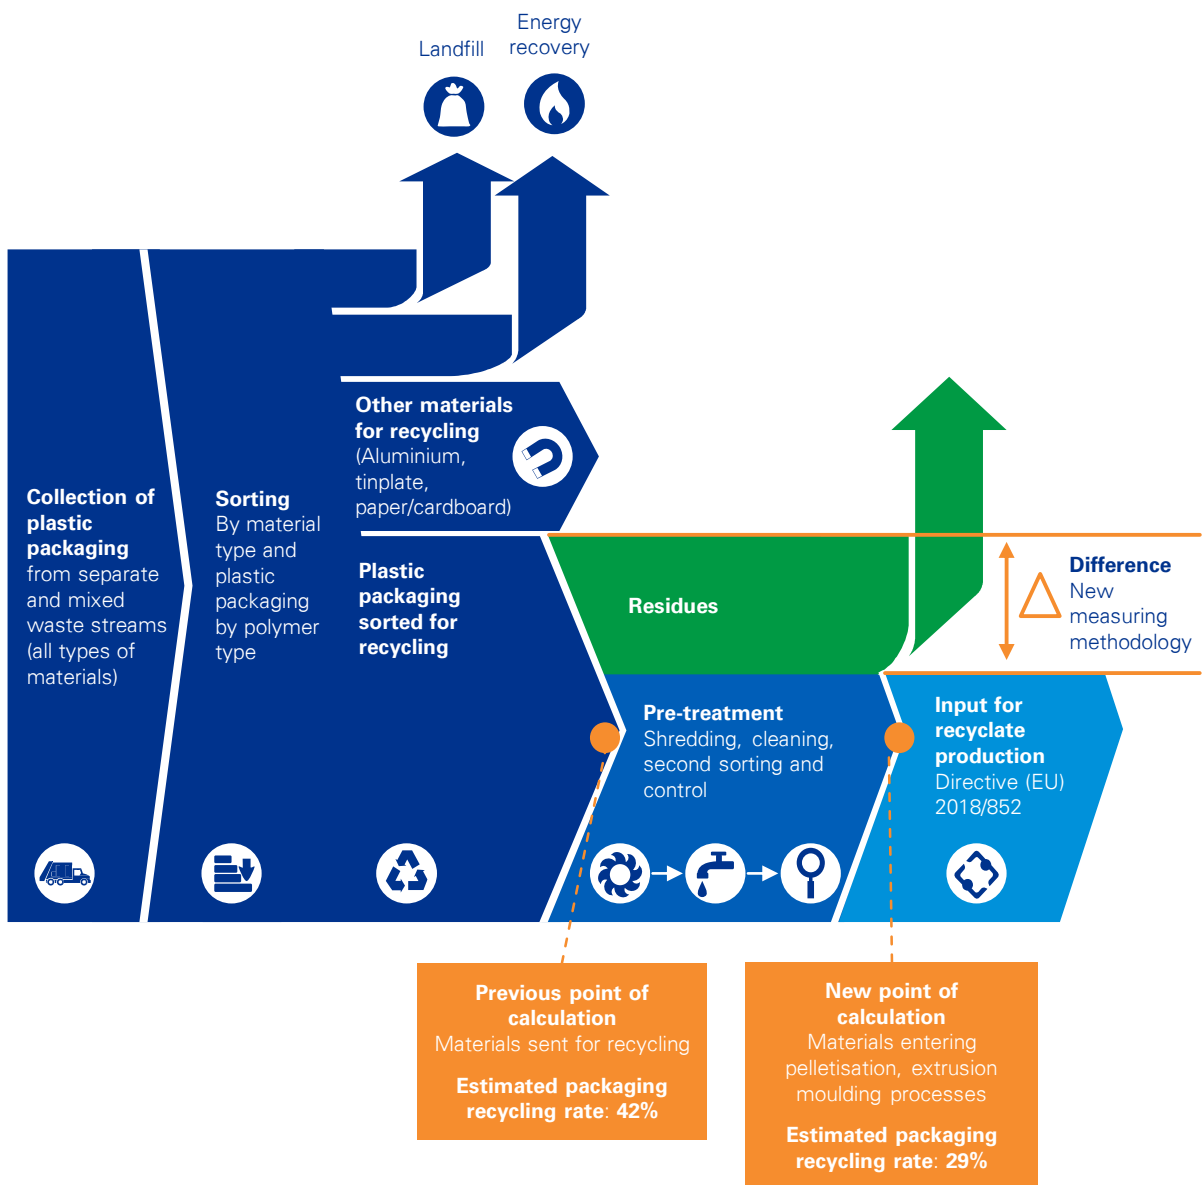 Landfill
Energy
recovery
Other materials
for recycling
(Aluminium,
tinplate,
paper/cardboard)
Collection of
plastic
packaging
from separate
and mixed
waste streams
(all types of
materials)
Sorting
By material
type and
plastic
packaging
by polymer
type
Plastic
packaging
sorted for
recycling
Residues
Difference
New
measuring
methodology
Pre-treatment
Shredding, cleaning,
second sorting and
control
Input for
recyclate
production
Directive (EU)
2018/852
Previous point of
calculation
Materials sent for recycling
Estimated packaging
recycling rate: 42%
New point of
calculation
Materials entering
pelletisation, extrusion
moulding processes
Estimated packaging
recycling rate: 29%